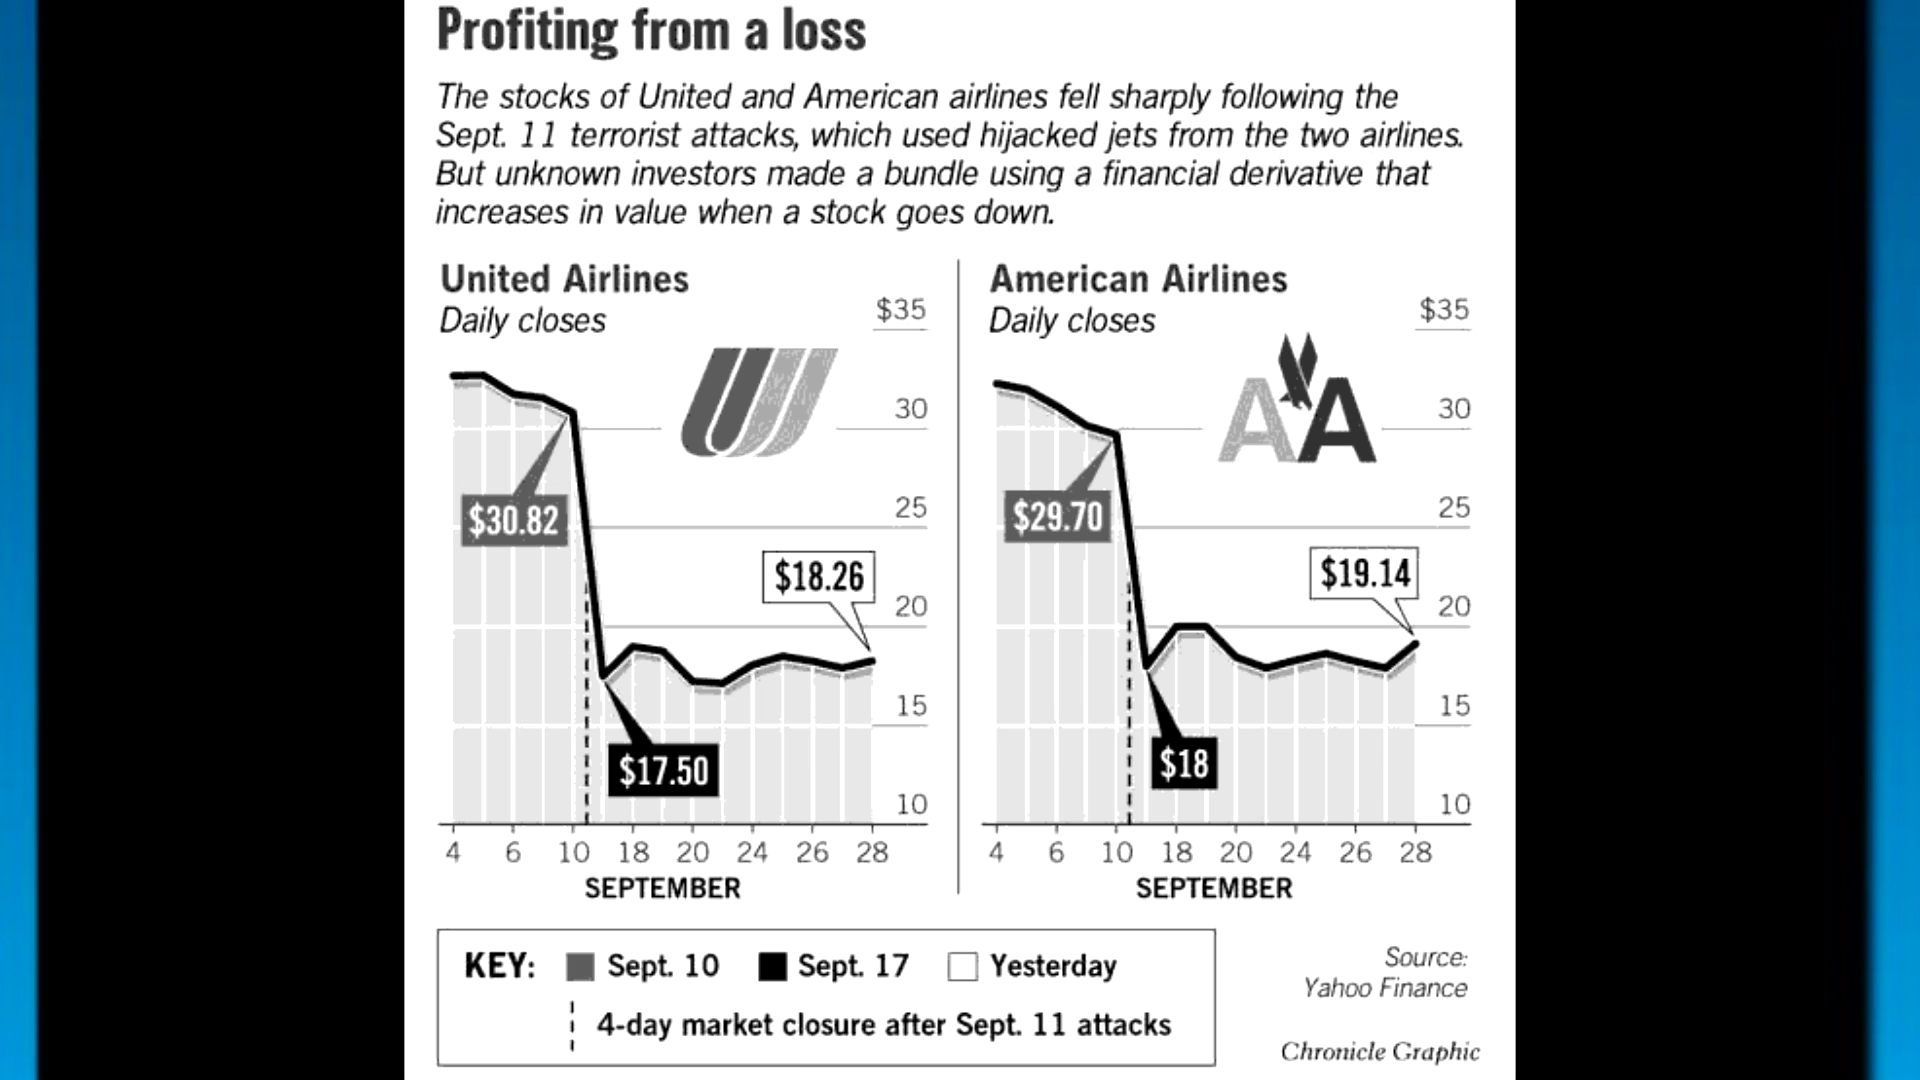 Profiting from a loss
The stocks of United and American airlines fell sharply following the
Sept. 11 terrorist attacks, which used hijacked jets from the two airlines.
But unknown investors made a bundle using a financial derivative that
increases in value when a stock goes down.
United Airlines
Daily closes
$35
30
25
20
15
10
$30.82
$18.26
$17.50
4 6 10 18 20 24 26 28
SEPTEMBER
American Airlines
Daily closes
$35
AA
30
25
20
15
10
$29.70
$19.14
$18
4 6 10 18 20 24 26 28
SEPTEMBER
KEY: Sept. 10 Sept. 17 Yesterday
4-day market closure after Sept. 11 attacks
Source:
Yahoo Finance
Chronicle Graphic